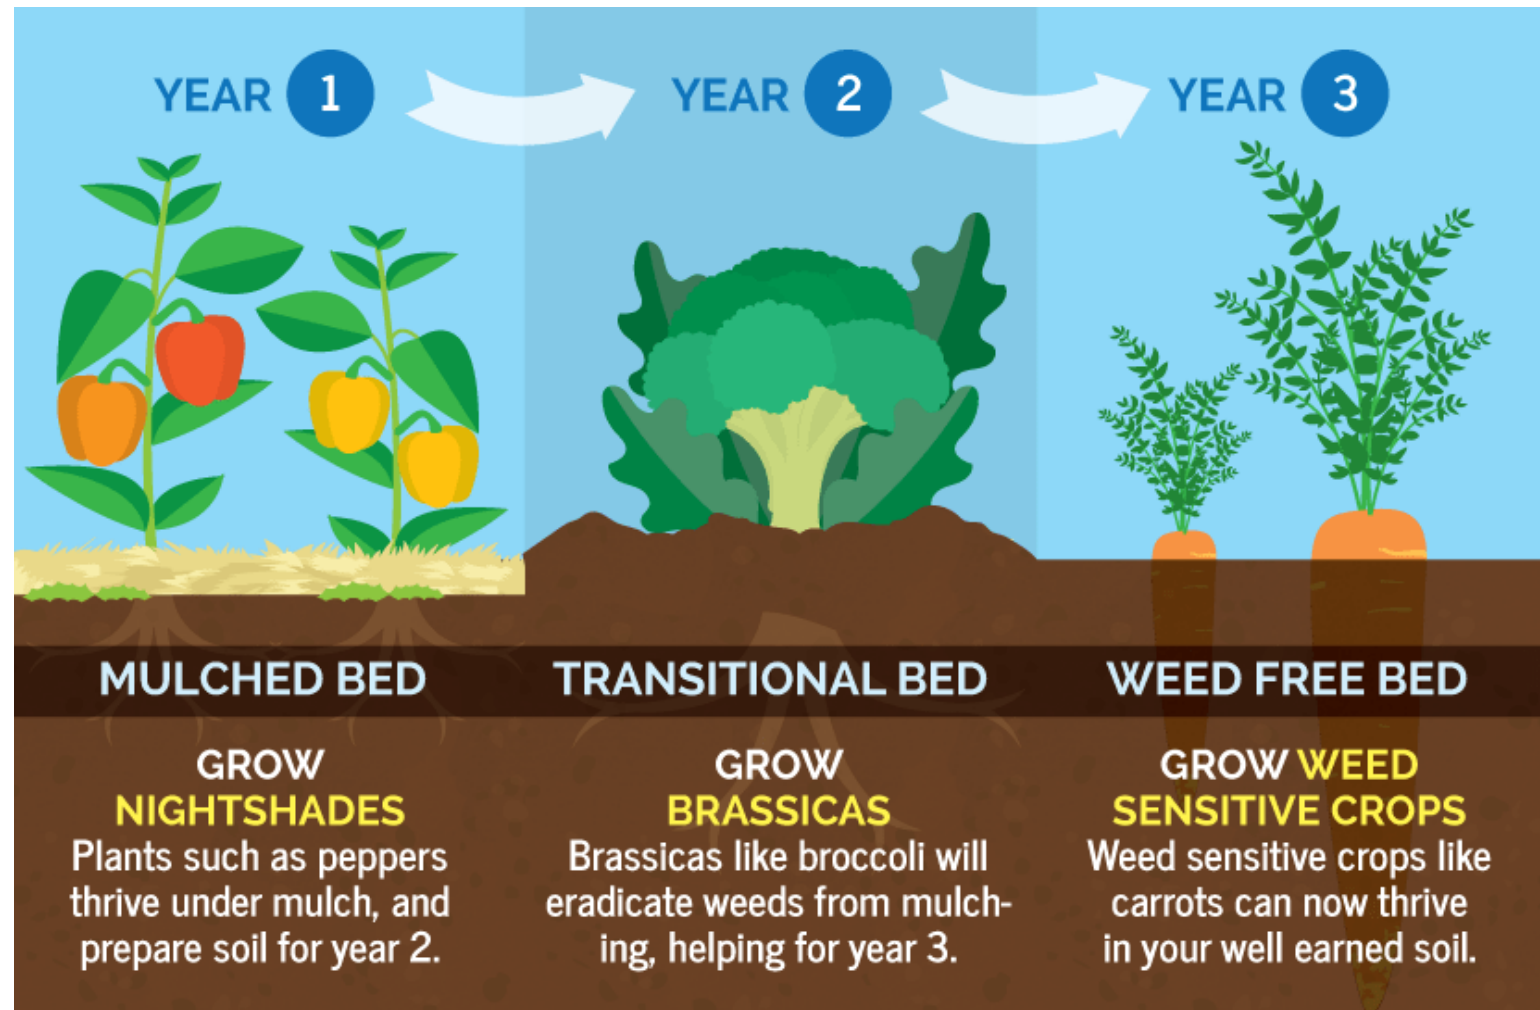 YEAR 1
YEAR 2
YEAR 3
MULCHED BED
GROW
NIGHTSHADES
Plants such as peppers
thrive under mulch, and
prepare soil for year 2.
TRANSITIONAL BED
GROW
BRASSICAS
Brassicas like broccoli will
eradicate weeds from mulch-
ing, helping for year 3.
WEED FREE BED
GROW WEED
SENSITIVE CROPS
Weed sensitive crops like
carrots can now thrive
in your well earned soil.